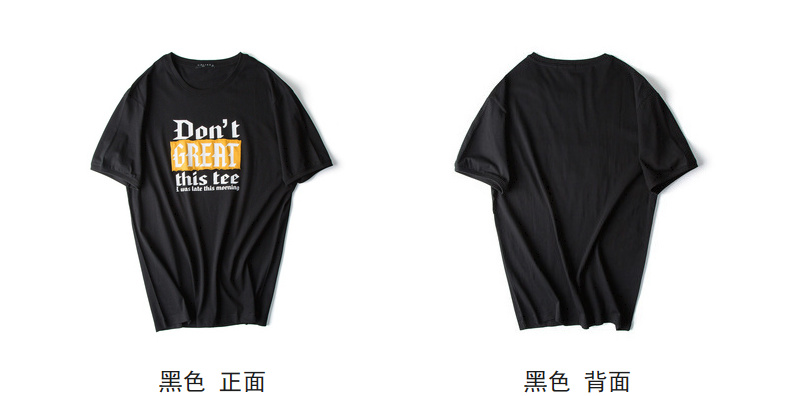 Don't
GREAT
this tee
I was late this morning
黑色 正面
黑色 背面